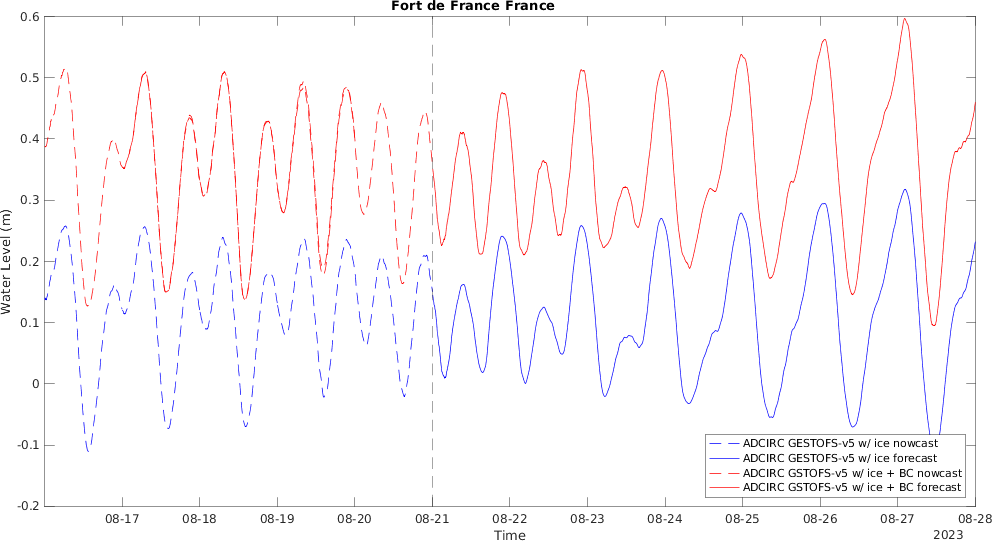 Fort de France France
0.6
0.5
0.4
0.3
0.2
0.1
0
-0.1
-0.2
Water Level (m)
ADCIRC GESTOFS-v5 w/ ice nowcast
ADCIRC GESTOFS-v5 w/ ice forecast
ADCIRC GSTOFS-v5 w/ ice + BC nowcast
ADCIRC GSTOFS-v5 w/ ice + BC forecast
08-17 08-18 08-19 08-20 08-21 08-22 08-23 08-24 08-25 08-26 08-27 08-28
Time
2023